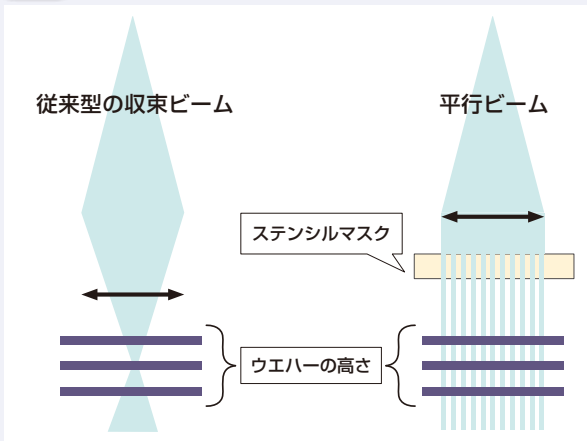 従来型の収束ビーム
平行ビーム
ステンシルマスク
ウエハーの高さ